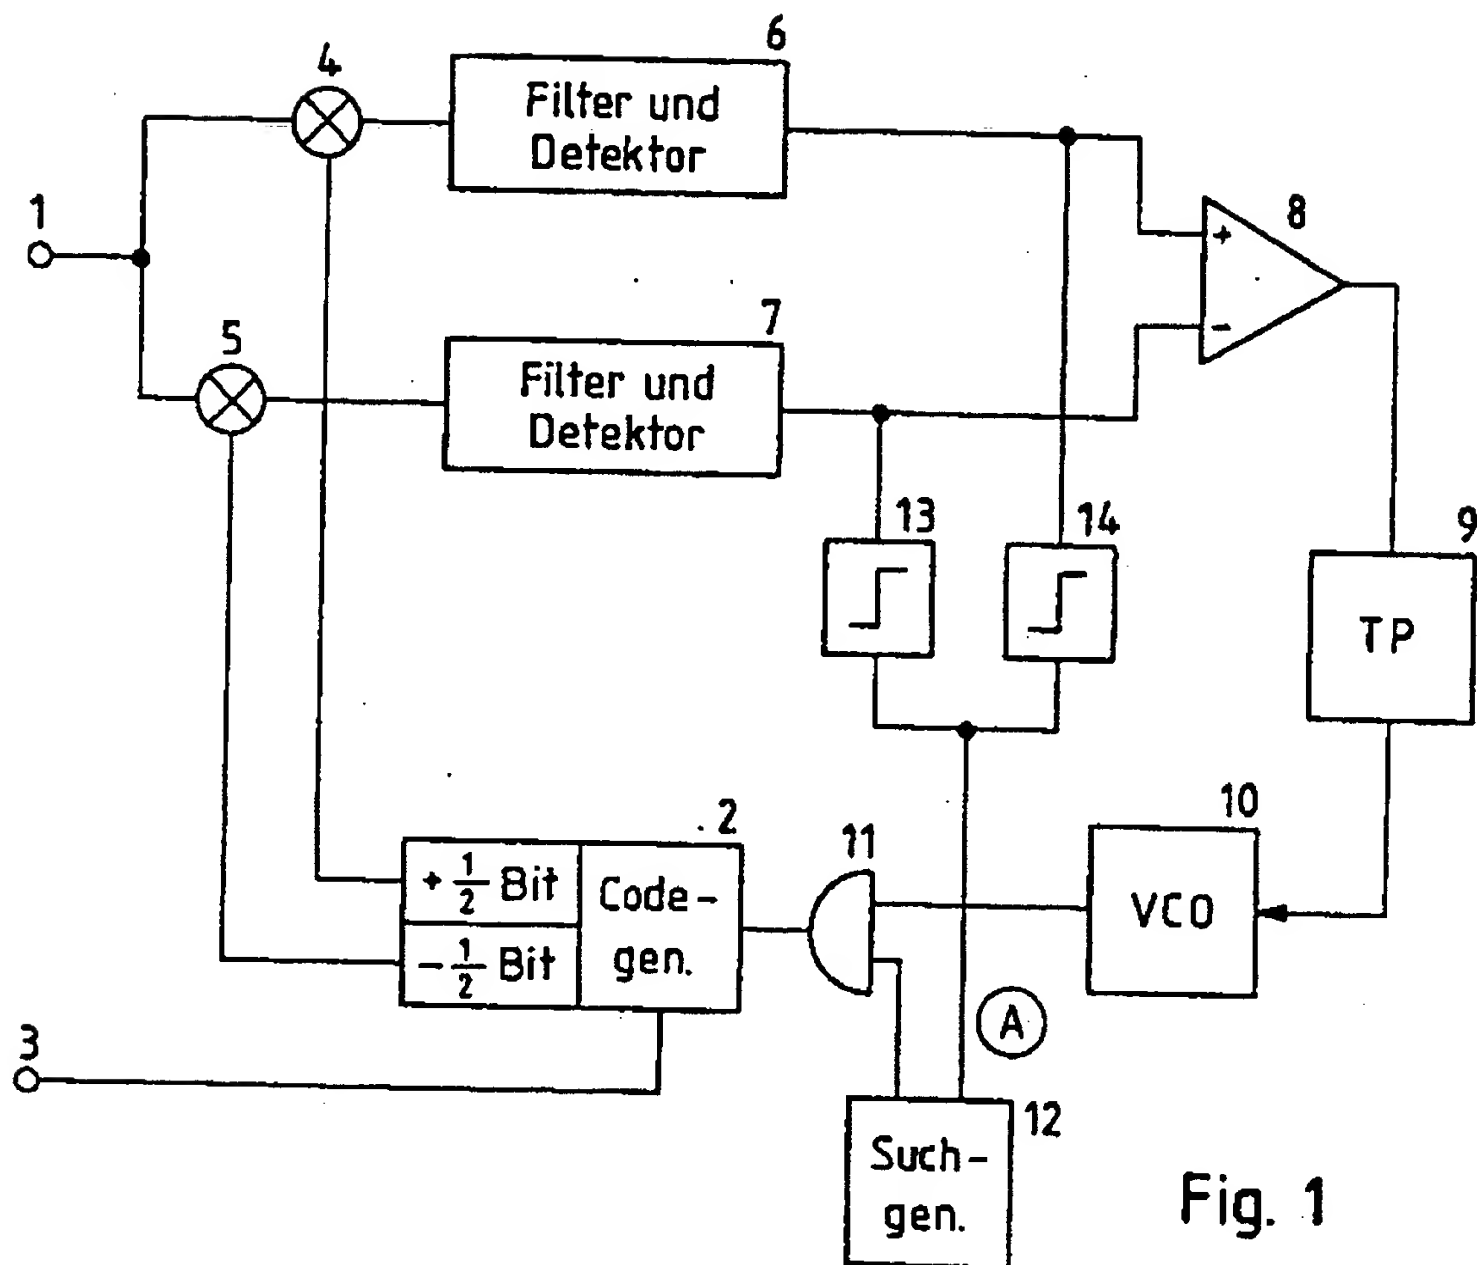 6
4
Filter und
Detektor
1
8
+
-
5
7
Filter und
Detektor
13
14
9
TP
2
11
10
+ 1/2 Bit
Code-
gen.
- 1/2 Bit
VCO
A
3
12
Such-
gen.
Fig. 1